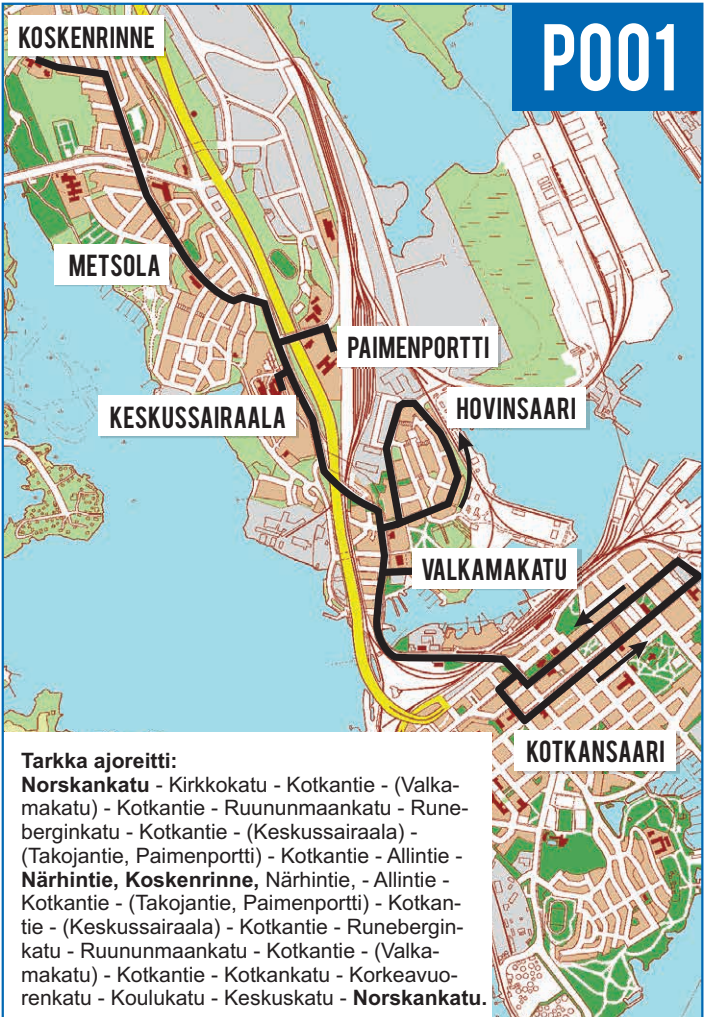 KOSKENRINNE
P001
METSOLA
PAIMENPORTTI
KESKUSSAIRAALA
HOVINSAARI
VALKAMAKATU
KOTKANSAARI
Tarkka ajoreitti:
Norskankatu - Kirkkokatu - Kotkantie - (Valka-
makatu) - Kotkantie - Ruununmaankatu - Rune-
berginkatu - Kotkantie - (Keskussairaala) -
(Takojantie, Paimenportti) - Kotkantie - Allintie -
Närhintie, Koskenrinne, Närhintie, - Allintie -
Kotkantie - (Takojantie, Paimenportti) - Kotkan-
tie - (Keskussairaala) - Kotkantie - Runebergin-
katu - Ruununmaankatu - Kotkantie - (Valka-
makatu) - Kotkantie - Kotkankatu - Korkeavuo-
renkatu - Koulukatu - Keskuskatu - Norskankatu.